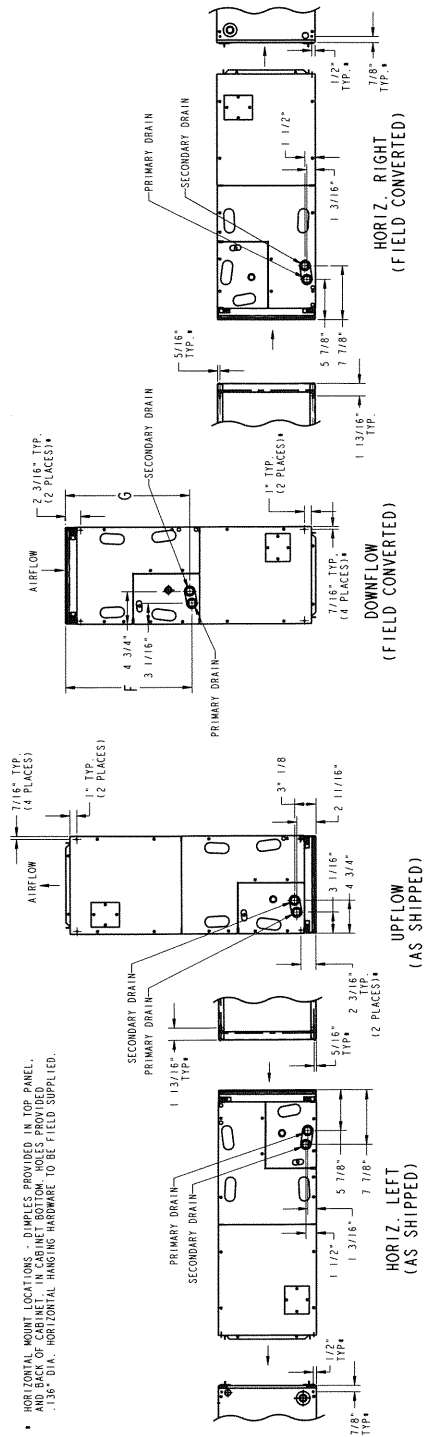 * HORIZONTAL MOUNT LOCATIONS - DIMPLES PROVIDED IN TOP PANEL,
AND BACK OF CABINET. IN CABINET BOTTOM, HOLES PROVIDED
.136" DIA. HORIZONTAL HANGING HARDWARE TO BE FIELD SUPPLIED.
7/8"
TYP*
1/2"
TYP*
1 1/2"
1 3/16"
5 7/8"
7 7/8"
PRIMARY DRAIN
SECONDARY DRAIN
HORIZ. LEFT
(AS SHIPPED)
1 13/16"
TYP*
5/16"
TYP*
SECONDARY DRAIN
PRIMARY DRAIN
2 3/16"
TYP.
(2 PLACES)*
3 1/16"
4 3/4"
2 11/16"
3" 1/8
AIRFLOW
7/16" TYP.
(4 PLACES)
1" TYP.
(2 PLACES)
UPFLOW
(AS SHIPPED)
AIRFLOW
2 3/16" TYP.
(2 PLACES)*
F
G
4 3/4"
3 1/16"
PRIMARY DRAIN
SECONDARY DRAIN
1" TYP.
(2 PLACES)*
7/16" TYP.
(4 PLACES)*
DOWNFLOW
(FIELD CONVERTED)
5/16"
TYP.
1 13/16"
TYP.
PRIMARY DRAIN
SECONDARY DRAIN
5 7/8"
7 7/8"
1 3/16"
1 1/2"
1/2"
TYP.*
7/8"
TYP.*
HORIZ. RIGHT
(FIELD CONVERTED)